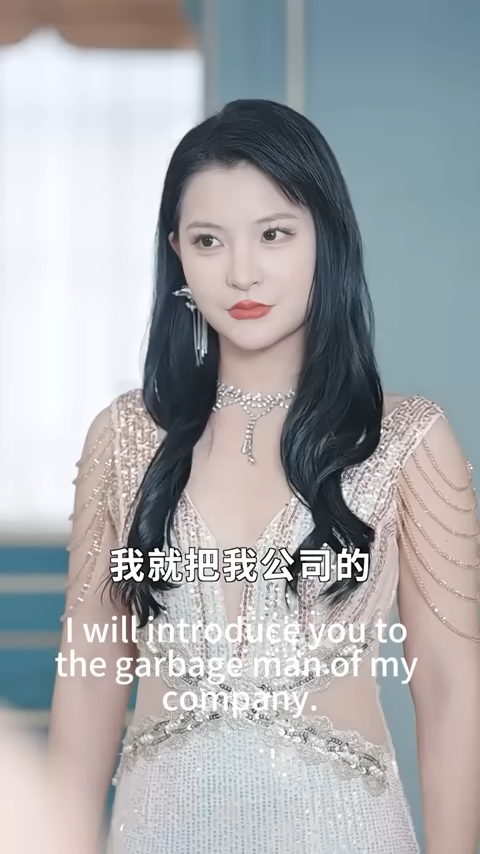 我就把我公司的
I will introduce you to
the garbage man of my
company.